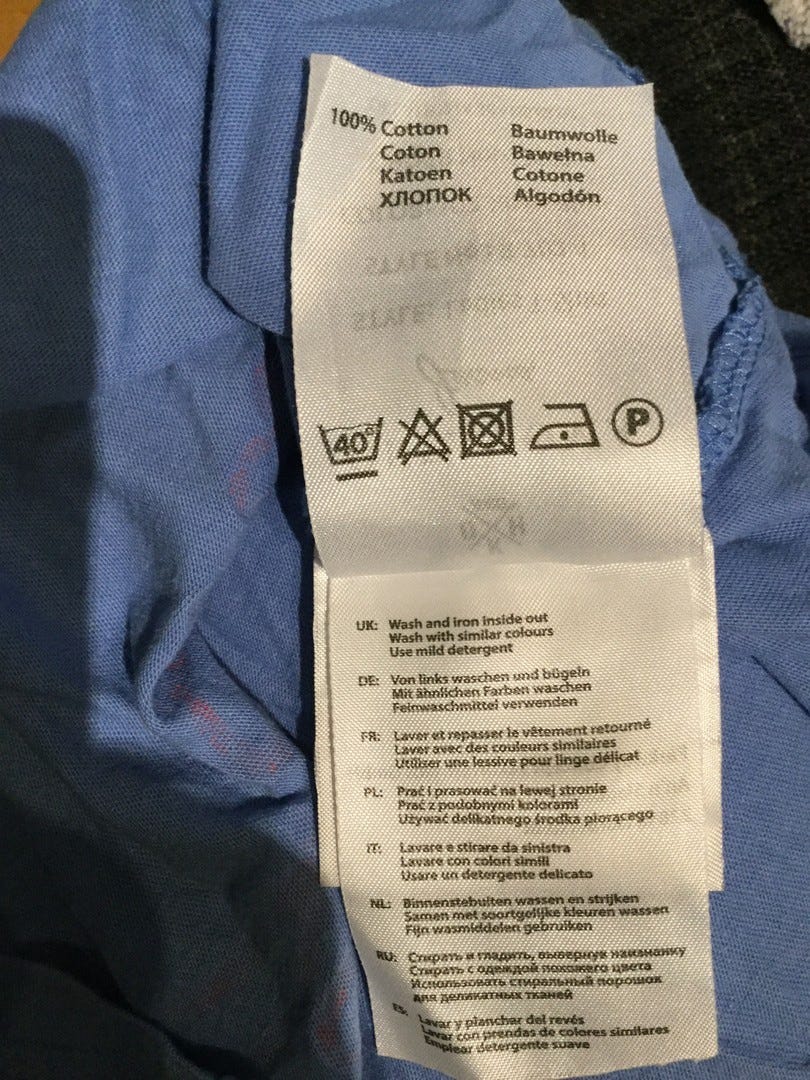 100% Cotton Baumwolle
Coton Bawełna
Katoen Cotone
ХЛОПОК Algodón
40°
P
UK: Wash and iron inside out
Wash with similar colours
Use mild detergent
DE: Von links waschen und bügeln
Mit ähnlichen Farben waschen
Feinwaschmittel verwenden
FR: Laver et repasser le vêtement retourné
Laver avec des couleurs similaires
Utiliser une lessive pour linge délicat
PL: Prać i prasować na lewej stronie
Prać z podobnymi kolorami
Używać delikatnego środka piorącego
IT: Lavare e stirare da sinistra
Lavare con colori simili
Usare un detergente delicato
NL: Binnenstebuiten wassen en strijken
Samen met soortgelijke kleuren wassen
Fijn wasmiddelen gebruiken
RU: Стирать и гладить, вывернув наизнанку
Стирать с одеждой похожего цвета
Использовать стиральный порошок
для деликатных тканей
ES: Lavar y planchar del revés
Lavar con prendas de colores similares
Emplear detergente suave